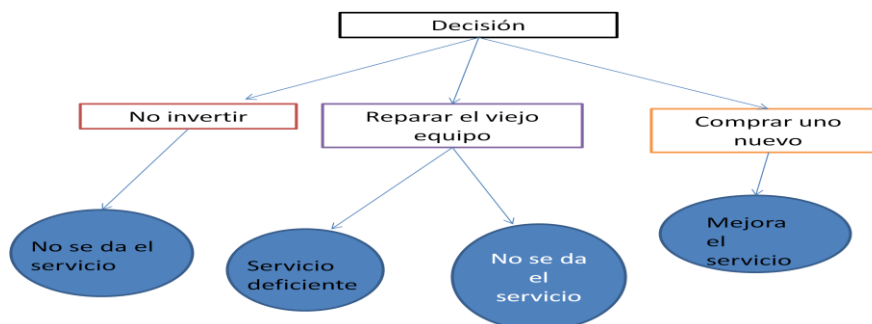 Decisión
No invertir
Reparar el viejo
equipo
Comprar uno
nuevo
No se da el
servicio
Servicio
deficiente
No se da
el
servicio
Mejora
el
servicio